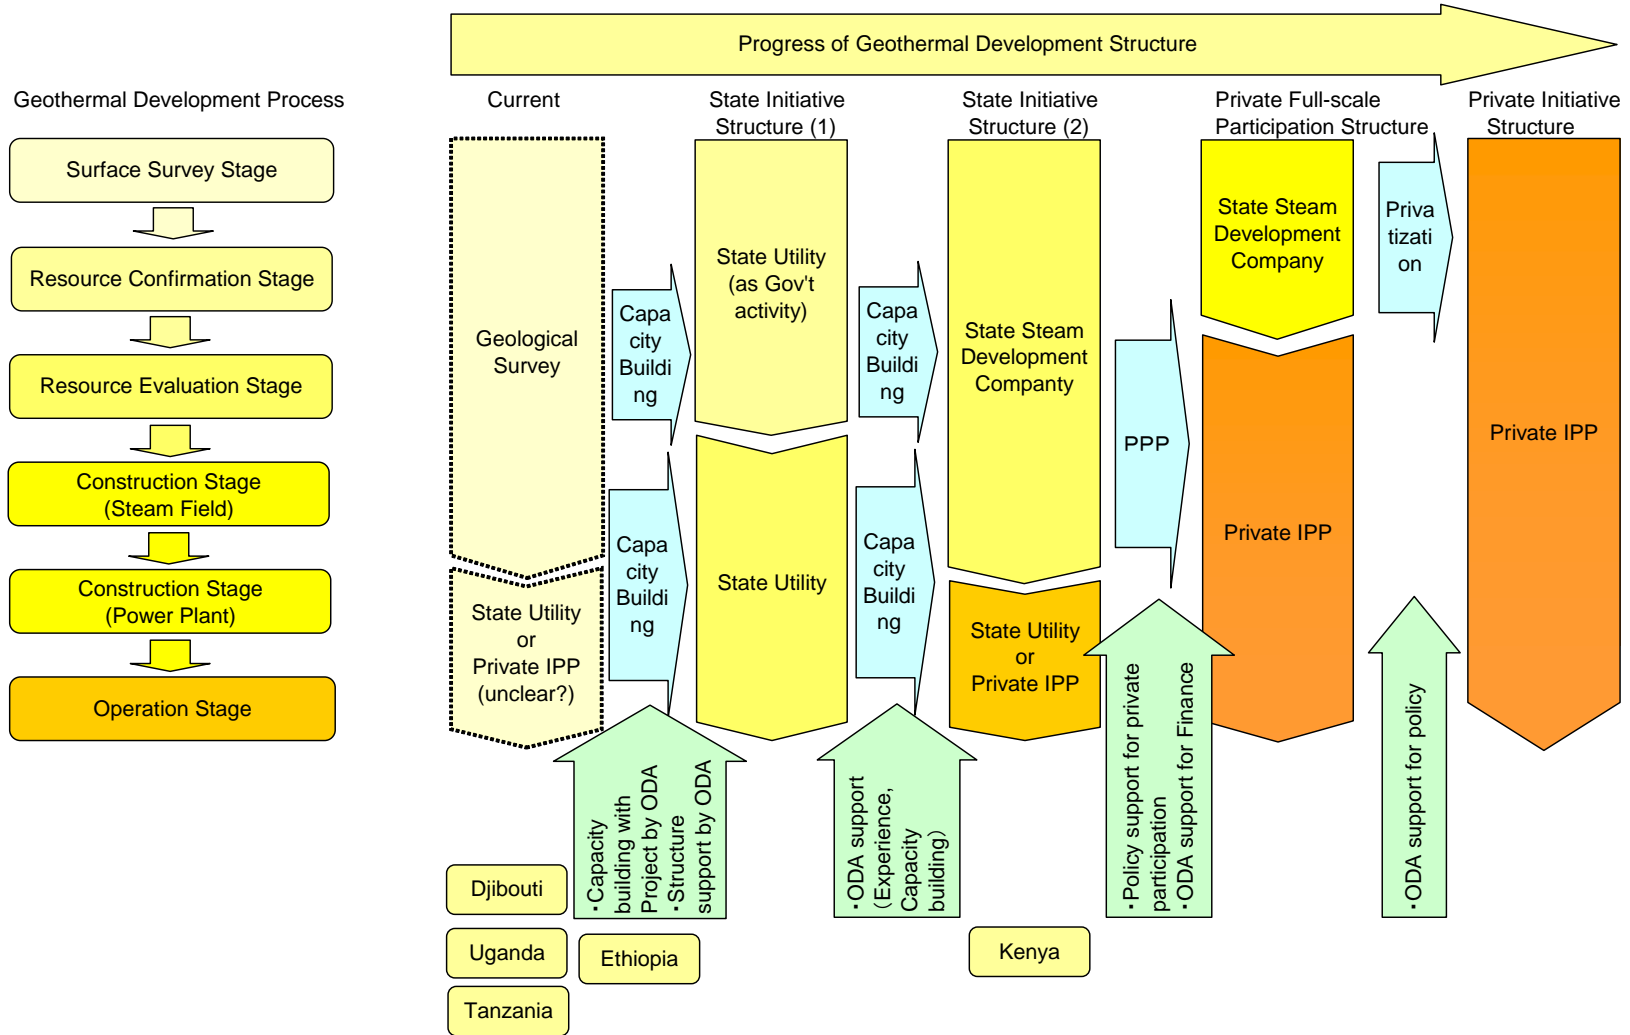 Progress of Geothermal Development Structure
Geothermal Development Process
Current
State Initiative
Structure (1)
State Initiative
Structure (2)
Private Full-scale
Participation Structure
Private Initiative
Structure
Surface Survey Stage
Resource Confirmation Stage
Resource Evaluation Stage
Construction Stage
(Steam Field)
Construction Stage
(Power Plant)
Operation Stage
Geological
Survey
State Utility
or
Private IPP
(unclear?)
Capa
city
Buildi
ng
Capa
city
Buildi
ng
State Utility
(as Gov't
activity)
State Utility
Capa
city
Buildi
ng
Capa
city
Buildi
ng
State Steam
Development
Companty
State Utility
or
Private IPP
PPP
State Steam
Development
Company
Private IPP
Priva
tizati
on
Private IPP
・Capacity
building with
Project by ODA
・Structure
support by ODA
・ODA support
（Experience,
Capacity
building）
・Policy support for private
participation
・ODA support for Finance
・ODA support for policy
Djibouti
Uganda
Tanzania
Ethiopia
Kenya